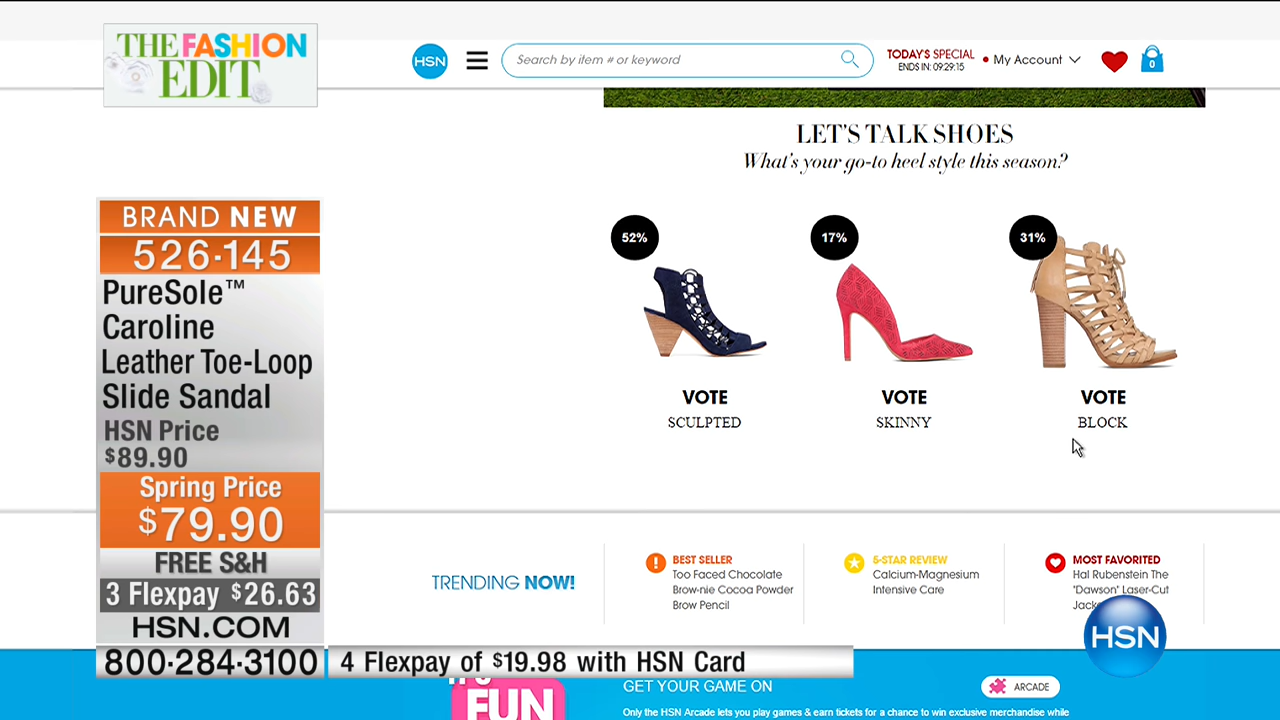 THE FASHION
EDIT
HSN
Search by item # or keyword
TODAY'S SPECIAL
ENDS IN: 09:29:15
My Account
0
LET'S TALK SHOES
What's your go-to heel style this season?
52%
17%
31%
VOTE
SCULPTED
VOTE
SKINNY
VOTE
BLOCK
BRAND NEW
526·145
PureSole™
Caroline
Leather Toe-Loop
Slide Sandal
HSN Price
$89.90
Spring Price
$79.90
FREE S&H
3 Flexpay $26.63
HSN.COM
800·284·3100
4 Flexpay of $19.98 with HSN Card
TRENDING NOW!
BEST SELLER
Too Faced Chocolate
Brow-nie Cocoa Powder
Brow Pencil
5-STAR REVIEW
Calcium-Magnesium
Intensive Care
MOST FAVORITED
Hal Rubenstein The
"Dawson" Laser-Cut
HSN
FUN
GET YOUR GAME ON
ARCADE
Only the HSN Arcade lets you play games & earn tickets for a chance to win exclusive merchandise while